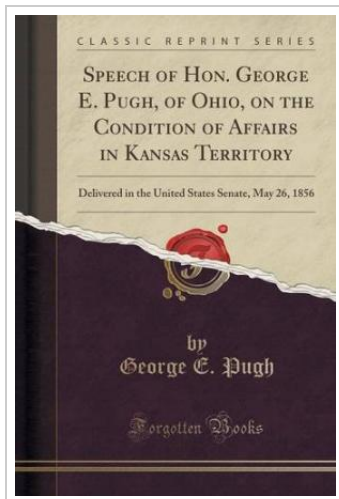 CLASSIC REPRINT SERIES
SPEECH OF HON. GEORGE
E. PUGH, OF OHIO, ON THE
CONDITION OF AFFAIRS
IN KANSAS TERRITORY
Delivered in the United States Senate, May 26, 1856
by
George E. Pugh
Forgotten Books